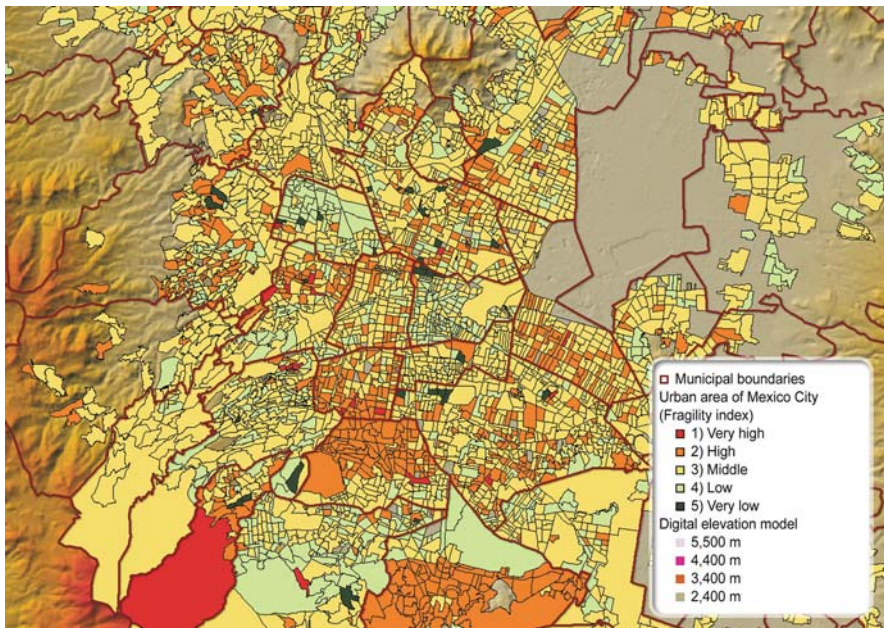 Municipal boundaries
Urban area of Mexico City
(Fragility index)
1) Very high
2) High
3) Middle
4) Low
5) Very low
Digital elevation model
5,500 m
4,400 m
3,400 m
2,400 m